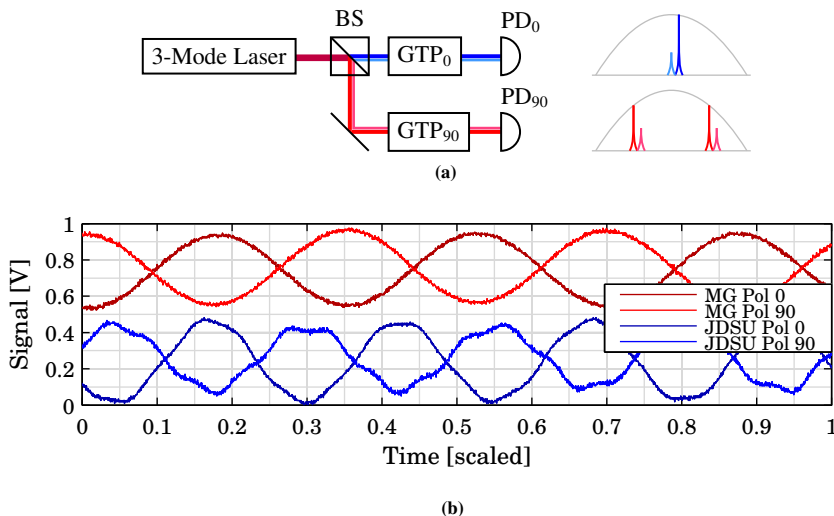 BS
PD0
3-Mode Laser
GTP0
PD90
GTP90
(a)
1
0.8
0.6
0.4
0.2
0
Signal [V]
MG Pol 0
MG Pol 90
JDSU Pol 0
JDSU Pol 90
0 0.1 0.2 0.3 0.4 0.5 0.6 0.7 0.8 0.9 1
Time [scaled]
(b)